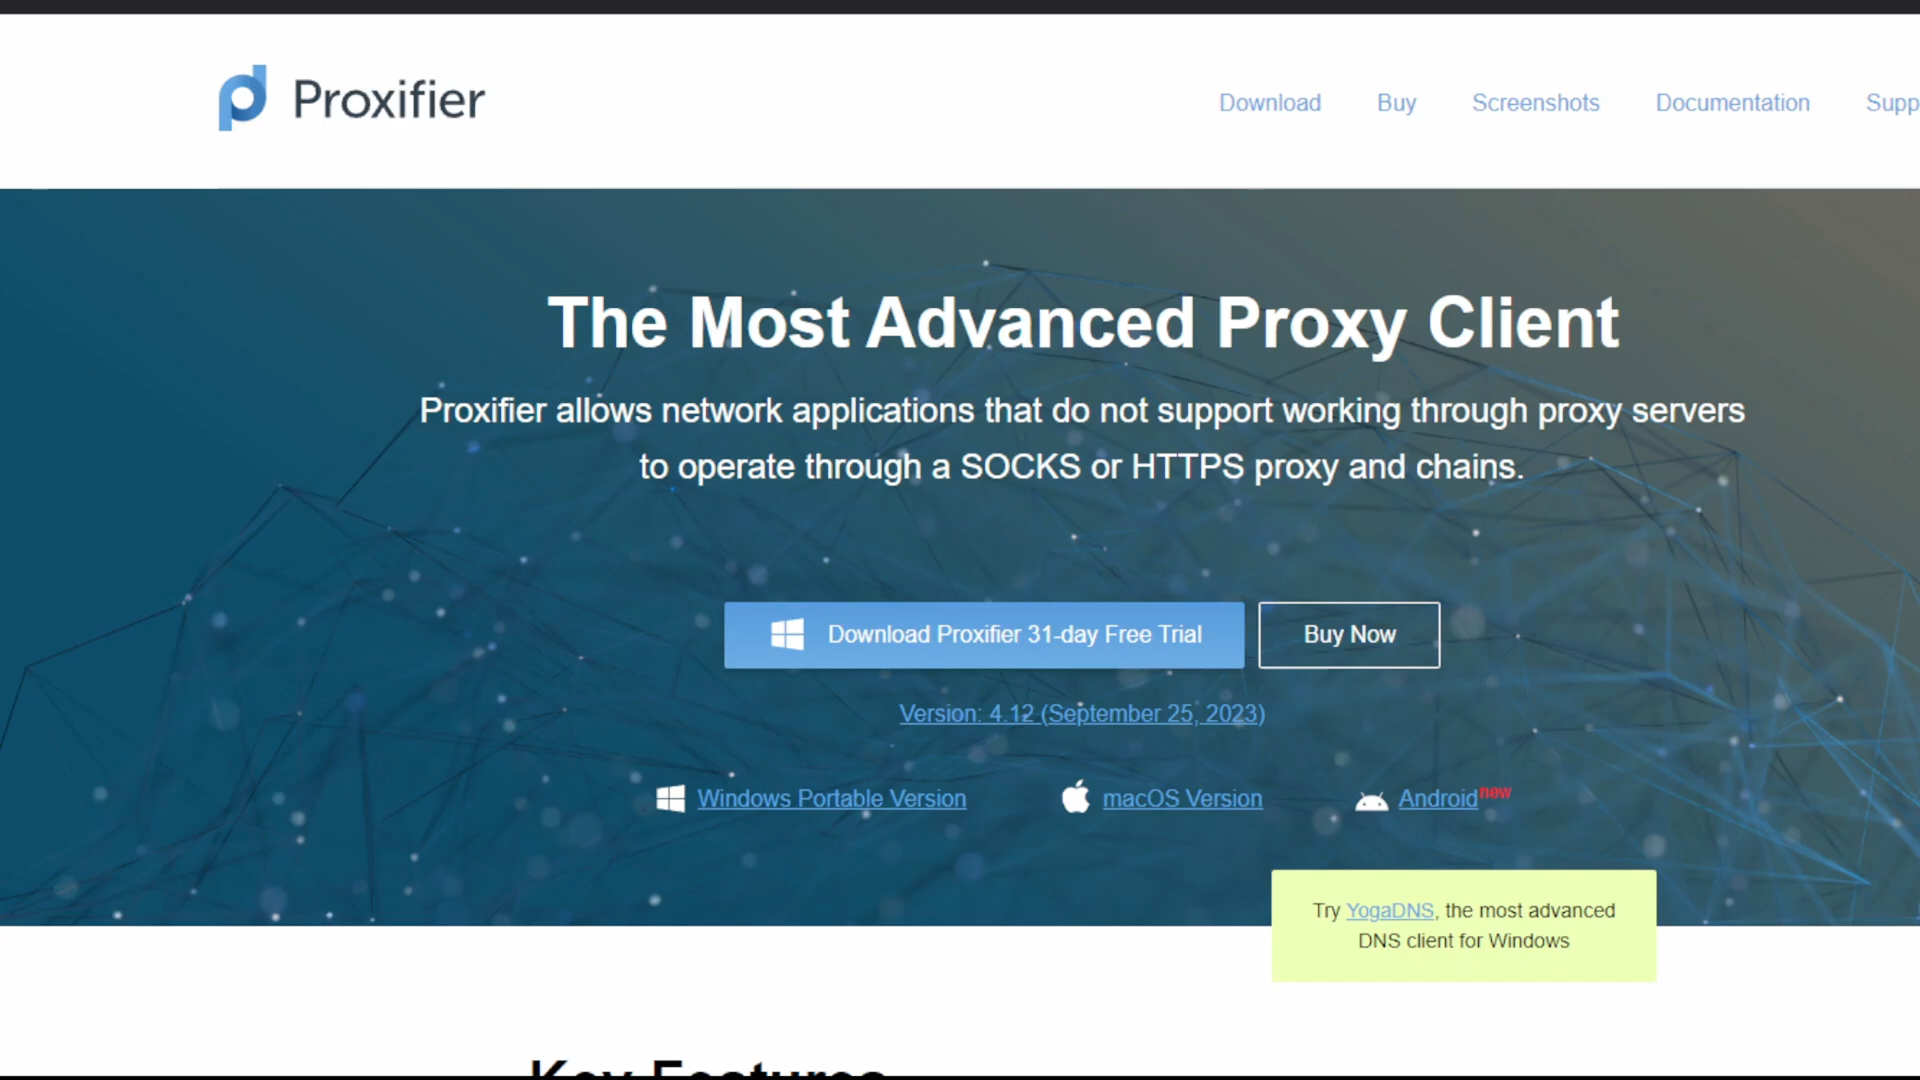 Proxifier
Download Buy Screenshots Documentation Supp
The Most Advanced Proxy Client
Proxifier allows network applications that do not support working through proxy servers
to operate through a SOCKS or HTTPS proxy and chains.
Download Proxifier 31-day Free Trial
Buy Now
Version: 4.12 (September 25, 2023)
Windows Portable Version
macOS Version
Android new
Try YogaDNS, the most advanced
DNS client for Windows
Key Features